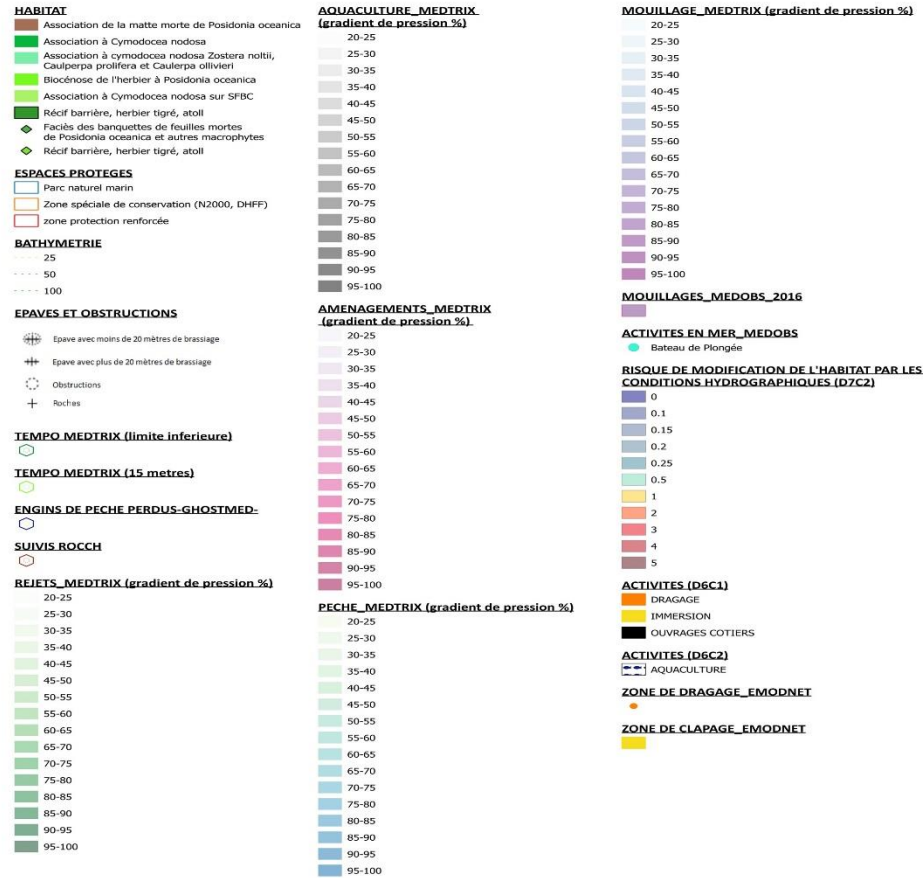 HABITAT
Association de la matte morte de Posidonia oceanica
Association à Cymodocea nodosa
Association à cymodocea nodosa Zostera noltii,
Caulperpa prolifera et Caulerpa ollivieri
Biocénose de l'herbier à Posidonia oceanica
Association à Cymodocea nodosa sur SFBC
Récif barrière, herbier tigré, atoll
Faciès des banquettes de feuilles mortes
de Posidonia oceanica et autres macrophytes
Récif barrière, herbier tigré, atoll
ESPACES PROTEGES
Parc naturel marin
Zone spéciale de conservation (N2000, DHFF)
zone protection renforcée
BATHYMETRIE
25
50
100
EPAVES ET OBSTRUCTIONS
Epave avec moins de 20 mètres de brassiage
Epave avec plus de 20 mètres de brassiage
Obstructions
Roches
TEMPO MEDTRIX (limite inferieure)
TEMPO MEDTRIX (15 metres)
ENGINS DE PECHE PERDUS-GHOSTMED-
SUIVIS ROCCH
REJETS_MEDTRIX (gradient de pression %)
20-25
25-30
30-35
35-40
40-45
45-50
50-55
55-60
60-65
65-70
70-75
75-80
80-85
85-90
90-95
95-100
AQUACULTURE_MEDTRIX
(gradient de pression %)
20-25
25-30
30-35
35-40
40-45
45-50
50-55
55-60
60-65
65-70
70-75
75-80
80-85
85-90
90-95
95-100
AMENAGEMENTS_MEDTRIX
(gradient de pression %)
20-25
25-30
30-35
35-40
40-45
45-50
50-55
55-60
60-65
65-70
70-75
75-80
80-85
85-90
90-95
95-100
PECHE_MEDTRIX (gradient de pression %)
20-25
25-30
30-35
35-40
40-45
45-50
50-55
55-60
60-65
65-70
70-75
75-80
80-85
85-90
90-95
95-100
MOUILLAGE_MEDTRIX (gradient de pression %)
20-25
25-30
30-35
35-40
40-45
45-50
50-55
55-60
60-65
65-70
70-75
75-80
80-85
85-90
90-95
95-100
MOUILLAGES_MEDOBS_2016
ACTIVITES EN MER_MEDOBS
Bateau de Plongée
RISQUE DE MODIFICATION DE L'HABITAT PAR LES
CONDITIONS HYDROGRAPHIQUES (D7C2)
0
0.1
0.15
0.2
0.25
0.5
1
2
3
4
5
ACTIVITES (D6C1)
DRAGAGE
IMMERSION
OUVRAGES COTIERS
ACTIVITES (D6C2)
AQUACULTURE
ZONE DE DRAGAGE_EMODNET
ZONE DE CLAPAGE_EMODNET